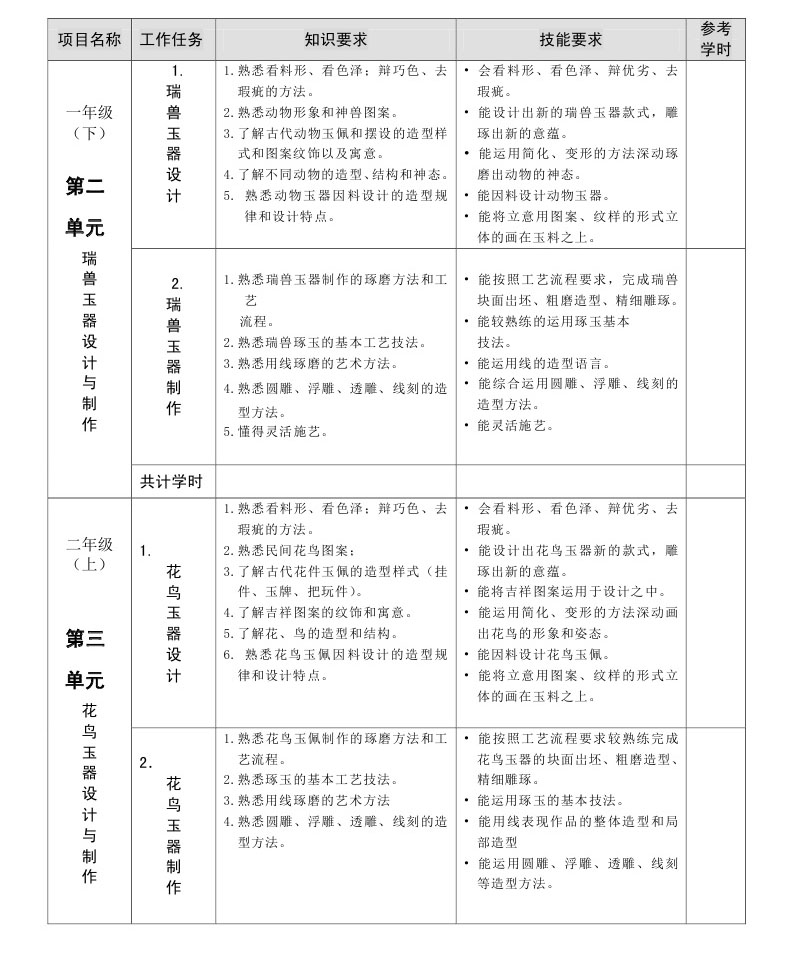 项目名称 工作任务 知识要求 技能要求 参考
学时
一年级
（下）
第二
单元
瑞
兽
玉
器
设
计
与
制
作
1.
瑞
兽
玉
器
设
计
1.熟悉看料形、看色泽；辩巧色、去
瑕疵的方法。
2.熟悉动物形象和神兽图案。
3.了解古代动物玉佩和摆设的造型样
式和图案纹饰以及寓意。
4.了解不同动物的造型、结构和神态。
5. 熟悉动物玉器因料设计的造型规
律和设计特点。
• 会看料形、看色泽、辩优劣、去
瑕疵。
• 能设计出新的瑞兽玉器款式，雕
琢出新的意蕴。
• 能运用简化、变形的方法深动琢
磨出动物的神态。
• 能因料设计动物玉器。
• 能将立意用图案、纹样的形式立
体的画在玉料之上。
2.
瑞
兽
玉
器
制
作
1.熟悉瑞兽玉器制作的琢磨方法和工
艺
流程。
2.熟悉瑞兽琢玉的基本工艺技法。
3.熟悉用线琢磨的艺术方法。
4.熟悉圆雕、浮雕、透雕、线刻的造
型方法。
5.懂得灵活施艺。
• 能按照工艺流程要求，完成瑞兽
块面出坯、粗磨造型、精细雕琢。
• 能较熟练的运用琢玉基本
技法。
• 能运用线的造型语言。
• 能综合运用圆雕、浮雕、线刻的
造型方法。
• 能灵活施艺。
共计学时
二年级
（上）
第三
单元
花
鸟
玉
器
设
计
与
制
作
1.
花
鸟
玉
器
设
计
1.熟悉看料形、看色泽；辩巧色、去
瑕疵的方法。
2.熟悉民间花鸟图案；
3.了解古代花件玉佩的造型样式（挂
件、玉牌、把玩件）。
4.了解吉祥图案的纹饰和寓意。
5.了解花、鸟的造型和结构。
6. 熟悉花鸟玉佩因料设计的造型规
律和设计特点。
• 会看料形、看色泽、辩优劣、去
瑕疵。
• 能设计出花鸟玉器新的款式，雕
琢出新的意蕴。
• 能将吉祥图案运用于设计之中。
• 能运用简化、变形的方法深动画
出花鸟的形象和姿态。
• 能因料设计花鸟玉佩。
• 能将立意用图案、纹样的形式立
体的画在玉料之上。
2.
花
鸟
玉
器
制
作
1.熟悉花鸟玉佩制作的琢磨方法和工
艺流程。
2.熟悉琢玉的基本工艺技法。
3.熟悉用线琢磨的艺术方法
4.熟悉圆雕、浮雕、透雕、线刻的造
型方法。
• 能按照工艺流程要求较熟练完成
花鸟玉器的块面出坯、粗磨造型、
精细雕琢。
• 能运用琢玉的基本技法。
• 能用线表现作品的整体造型和局
部造型
• 能运用圆雕、浮雕、透雕、线刻
等造型方法。